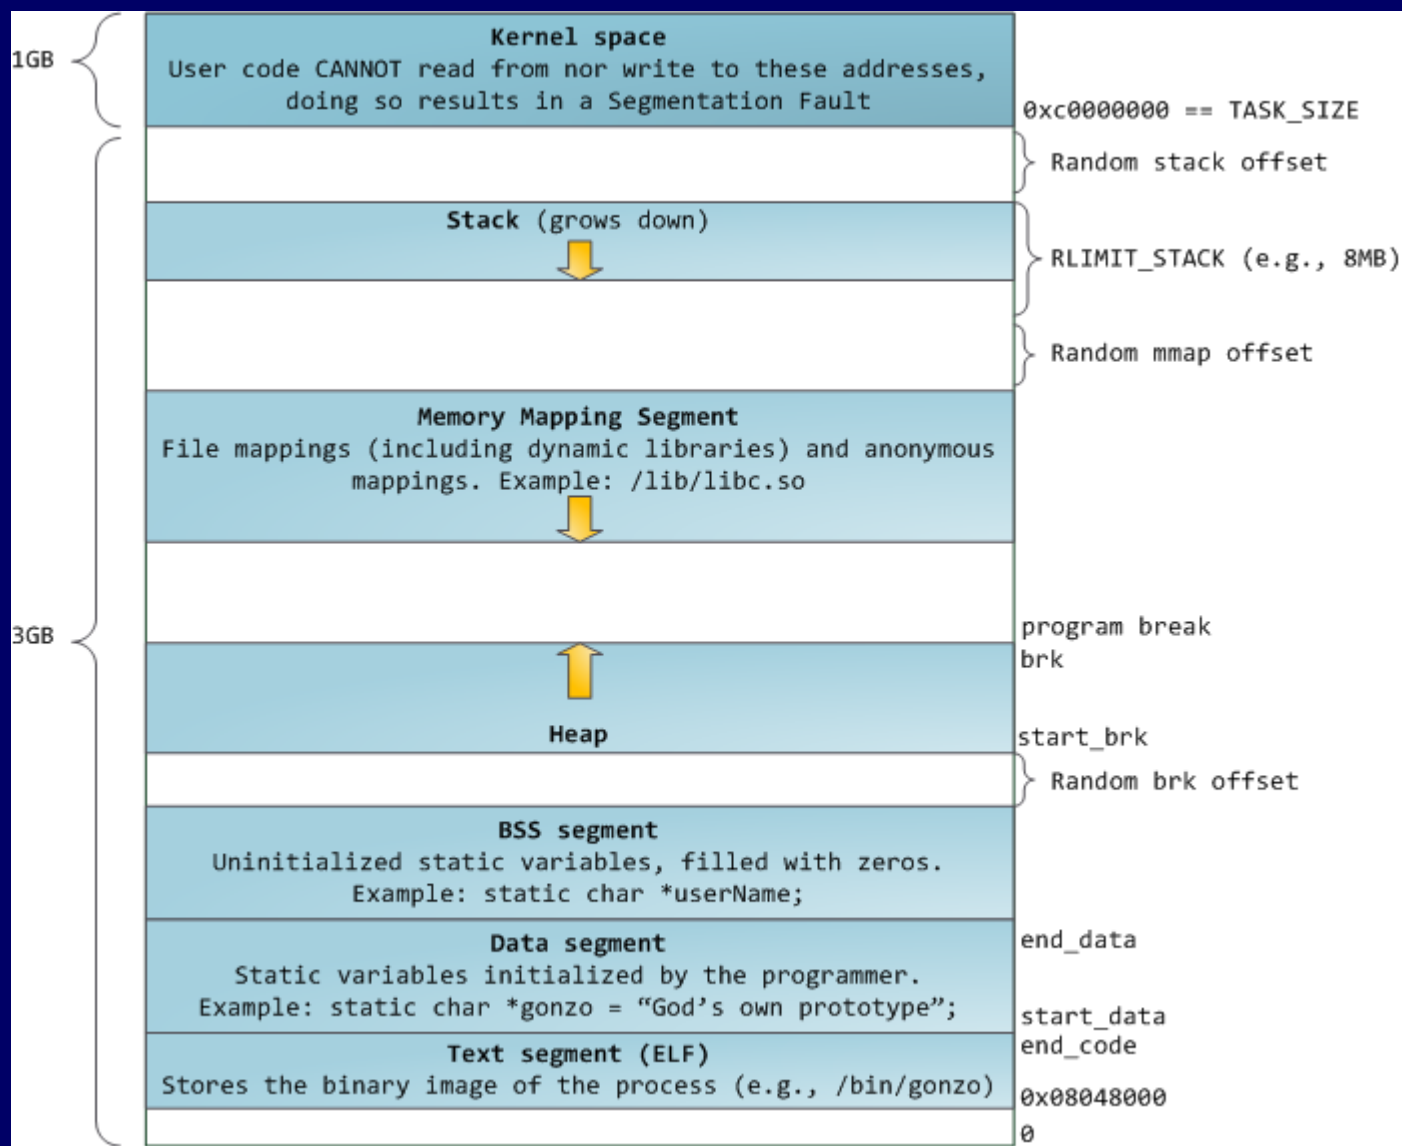 Kernel space
1GB
User code CANNOT read from nor write to these addresses,
doing so results in a Segmentation Fault
0xc0000000 == TASK_SIZE
Random stack offset
Stack (grows down)
RLIMIT_STACK (e.g., 8MB)
Random mmap offset
Memory Mapping Segment
File mappings (including dynamic libraries) and anonymous
mappings. Example: /lib/libc.so
3GB
program break
brk
Heap
start_brk
Random brk offset
BSS segment
Uninitialized static variables, filled with zeros.
Example: static char *userName;
Data segment
end_data
Static variables initialized by the programmer.
Example: static char *gonzo = “God’s own prototype”;
start_data
end_code
Text segment (ELF)
Stores the binary image of the process (e.g., /bin/gonzo)
0x08048000
0